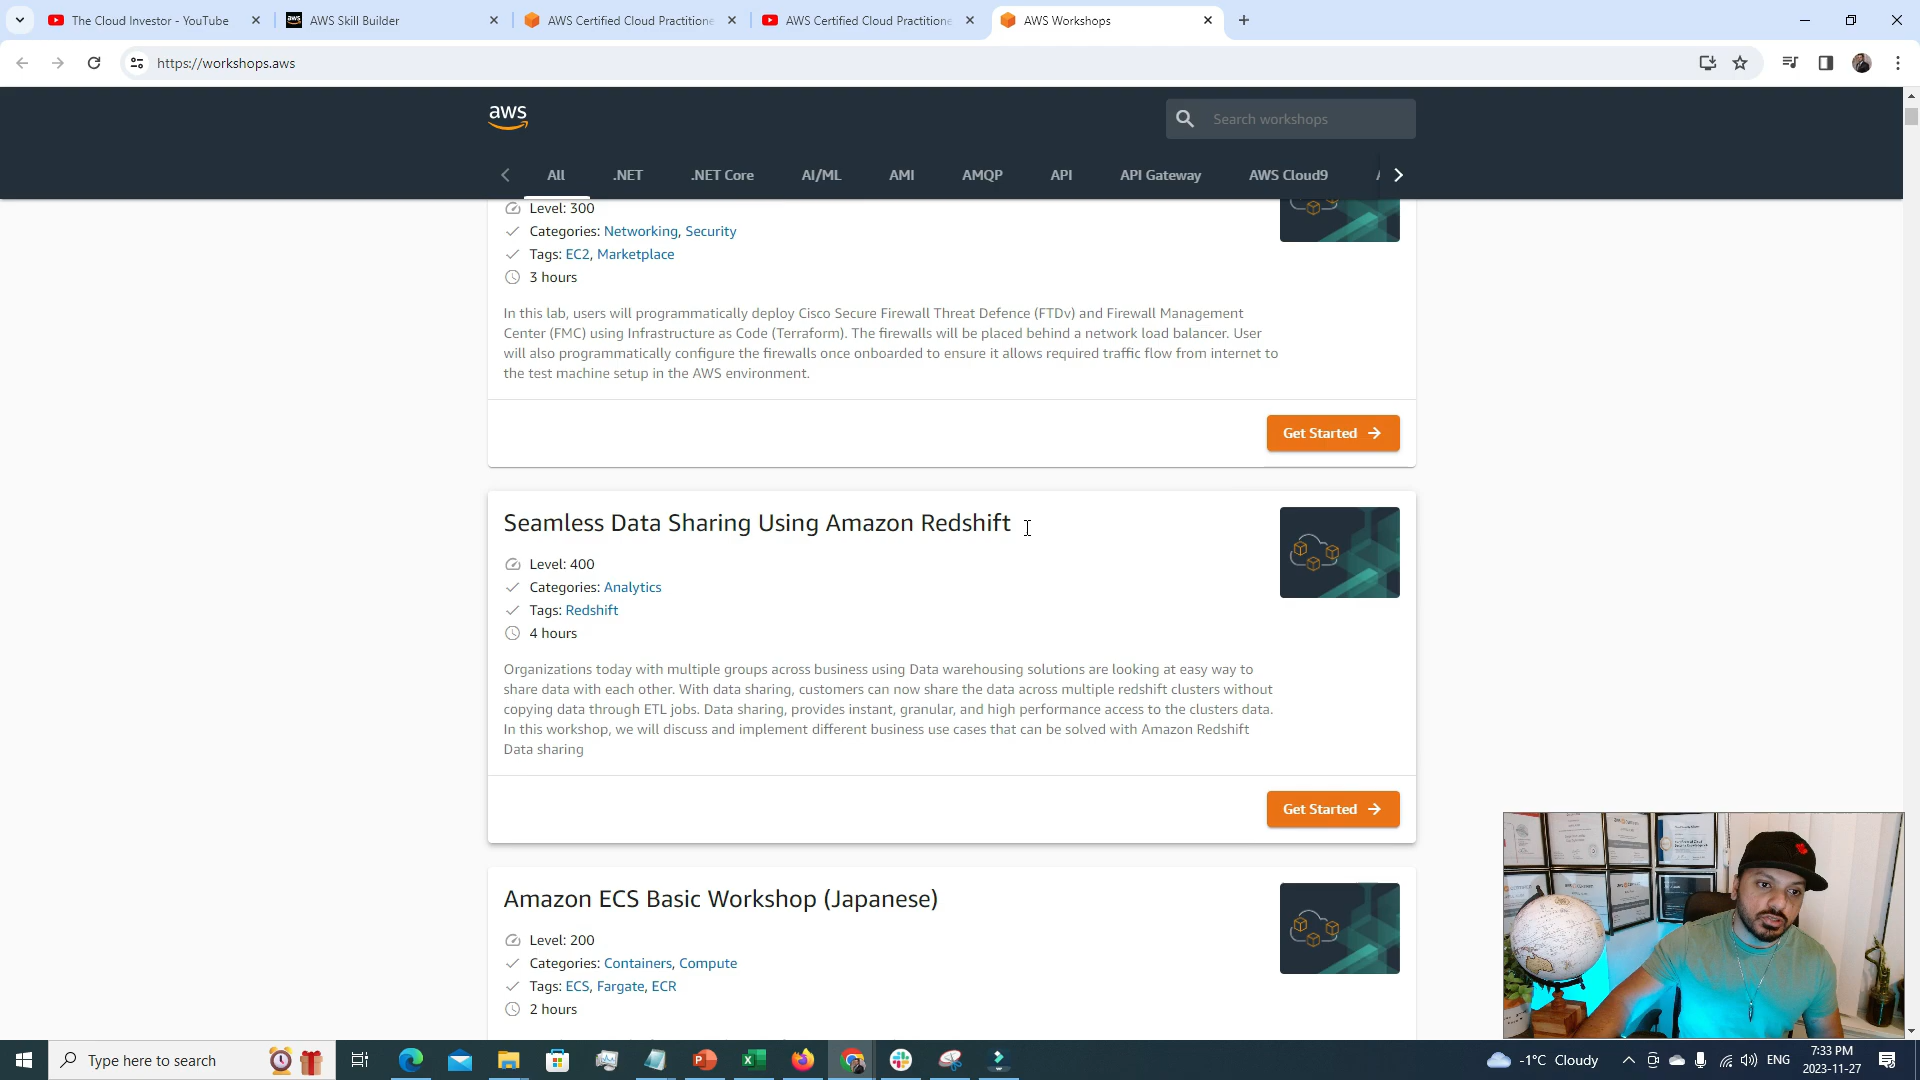 The Cloud Investor - YouTube
AWS Skill Builder
AWS Certified Cloud Practitione
AWS Certified Cloud Practitione
AWS Workshops
https://workshops.aws
aws
Search workshops
All
.NET
.NET Core
AI/ML
AMI
AMQP
API
API Gateway
AWS Cloud9
Level: 300
Categories: Networking, Security
Tags: EC2, Marketplace
3 hours
In this lab, users will programmatically deploy Cisco Secure Firewall Threat Defence (FTDv) and Firewall Management
Center (FMC) using Infrastructure as Code (Terraform). The firewalls will be placed behind a network load balancer. User
will also programmatically configure the firewalls once onboarded to ensure it allows required traffic flow from internet to
the test machine setup in the AWS environment.
Get Started
Seamless Data Sharing Using Amazon Redshift
Level: 400
Categories: Analytics
Tags: Redshift
4 hours
Organizations today with multiple groups across business using Data warehousing solutions are looking at easy way to
share data with each other. With data sharing, customers can now share the data across multiple redshift clusters without
copying data through ETL jobs. Data sharing, provides instant, granular, and high performance access to the clusters data.
In this workshop, we will discuss and implement different business use cases that can be solved with Amazon Redshift
Data sharing
Get Started
Amazon ECS Basic Workshop (Japanese)
Level: 200
Categories: Containers, Compute
Tags: ECS, Fargate, ECR
2 hours
Type here to search
-1°C Cloudy
ENG
7:33 PM
2023-11-27